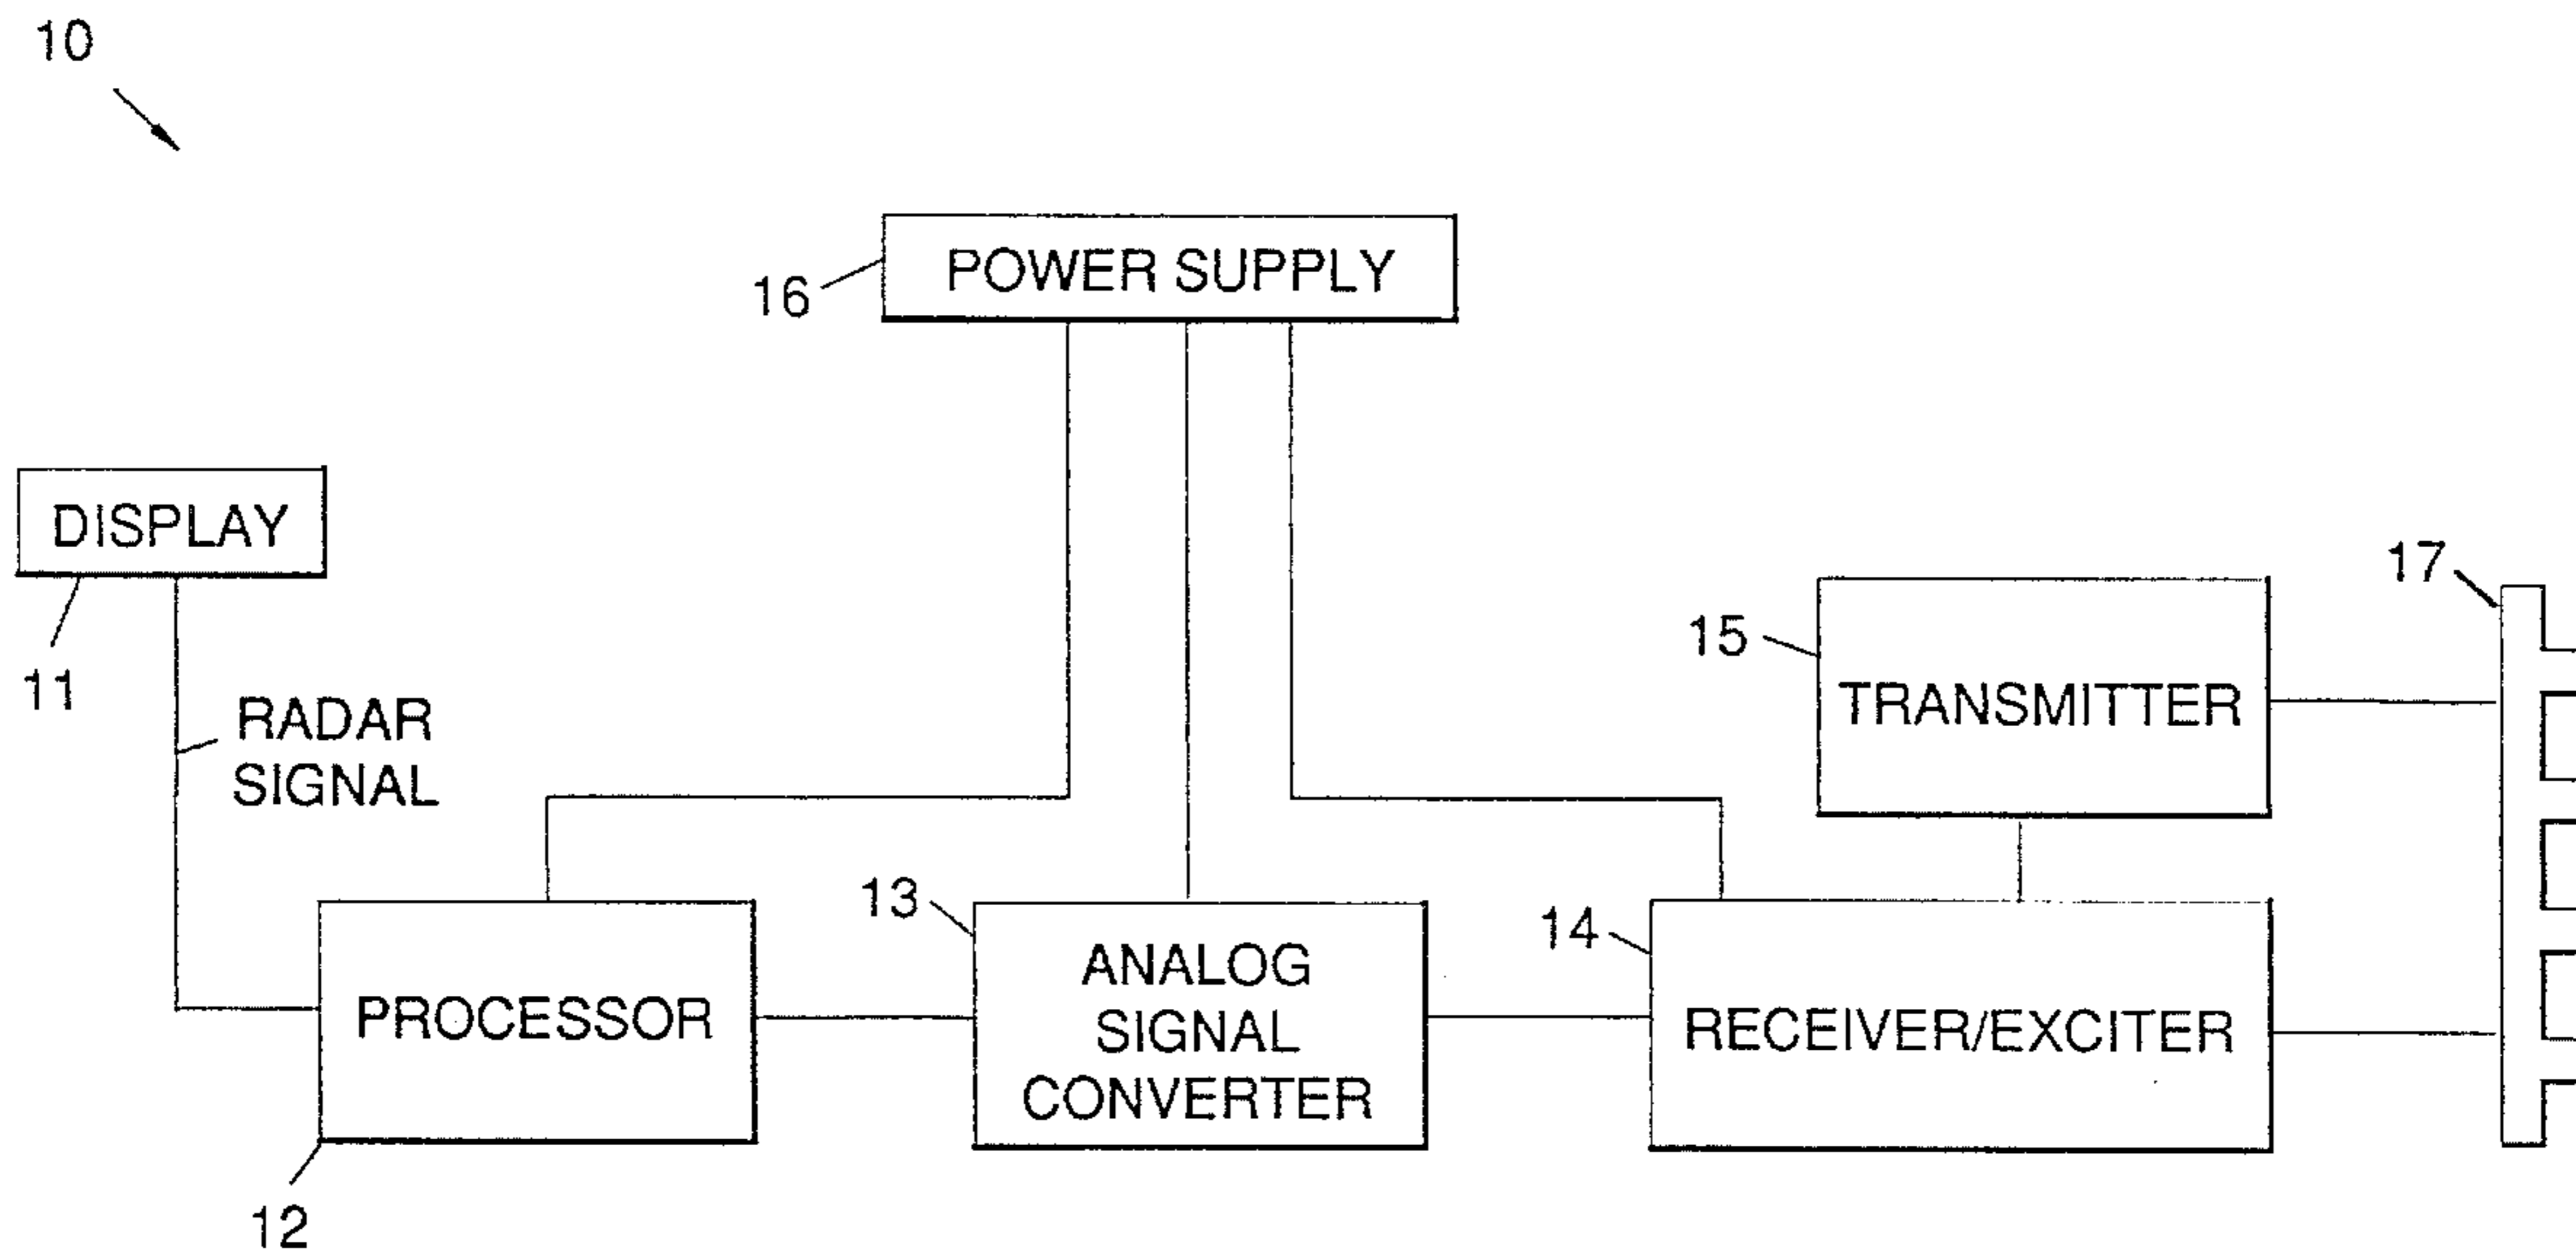 10
POWER SUPPLY
16
DISPLAY
11
RADAR
SIGNAL
17
15
TRANSMITTER
13
14
ANALOG
SIGNAL
CONVERTER
PROCESSOR
RECEIVER/EXCITER
12